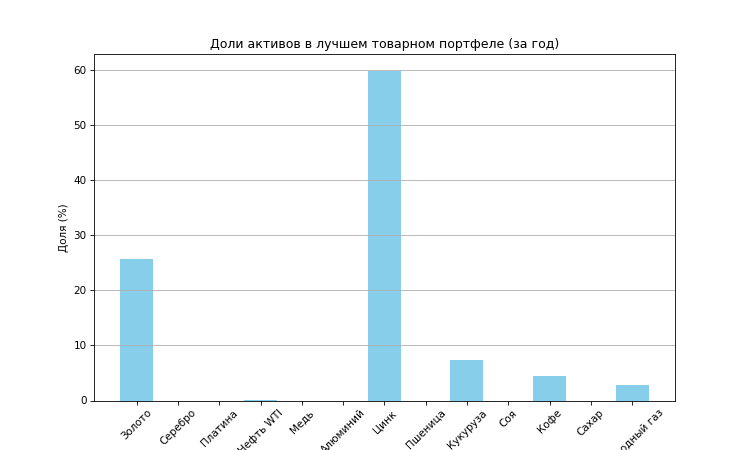 Доли активов в лучшем товарном портфеле (за год)
Доля (%)
60
50
40
30
20
10
0
Золото
Серебро
Платина
Нефть WTI
Медь
Алюминий
Цинк
Пшеница
Кукуруза
Соя
Кофе
Сахар
одный газ